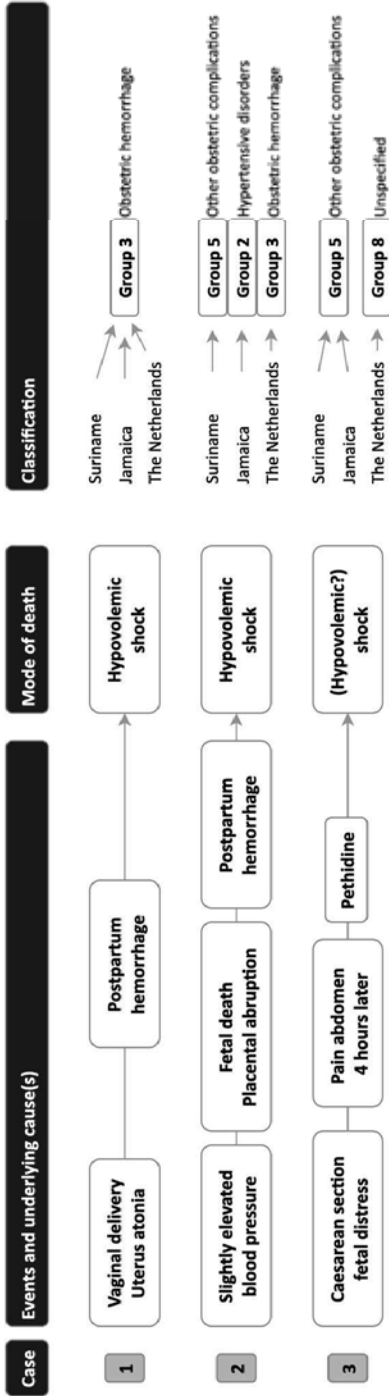 Case
Events and underlying cause(s)
Mode of death
Classification
1
Vaginal delivery
Uterus atonia
Postpartum
hemorrhage
Hypovolemic
shock
Suriname
Jamaica
The Netherlands
Group 3
Obstetric hemorrhage
2
Slightly elevated
blood pressure
Fetal death
Placental abruption
Postpartum
hemorrhage
Hypovolemic
shock
Suriname
Group 5
Other obstetric complications
Jamaica
Group 2
Hypertensive disorders
The Netherlands
Group 3
Obstetric hemorrhage
3
Caesarean section
fetal distress
Pain abdomen
4 hours later
Pethidine
(Hypovolemic?)
shock
Suriname
Jamaica
Group 5
Other obstetric complications
The Netherlands
Group 8
Unspecified